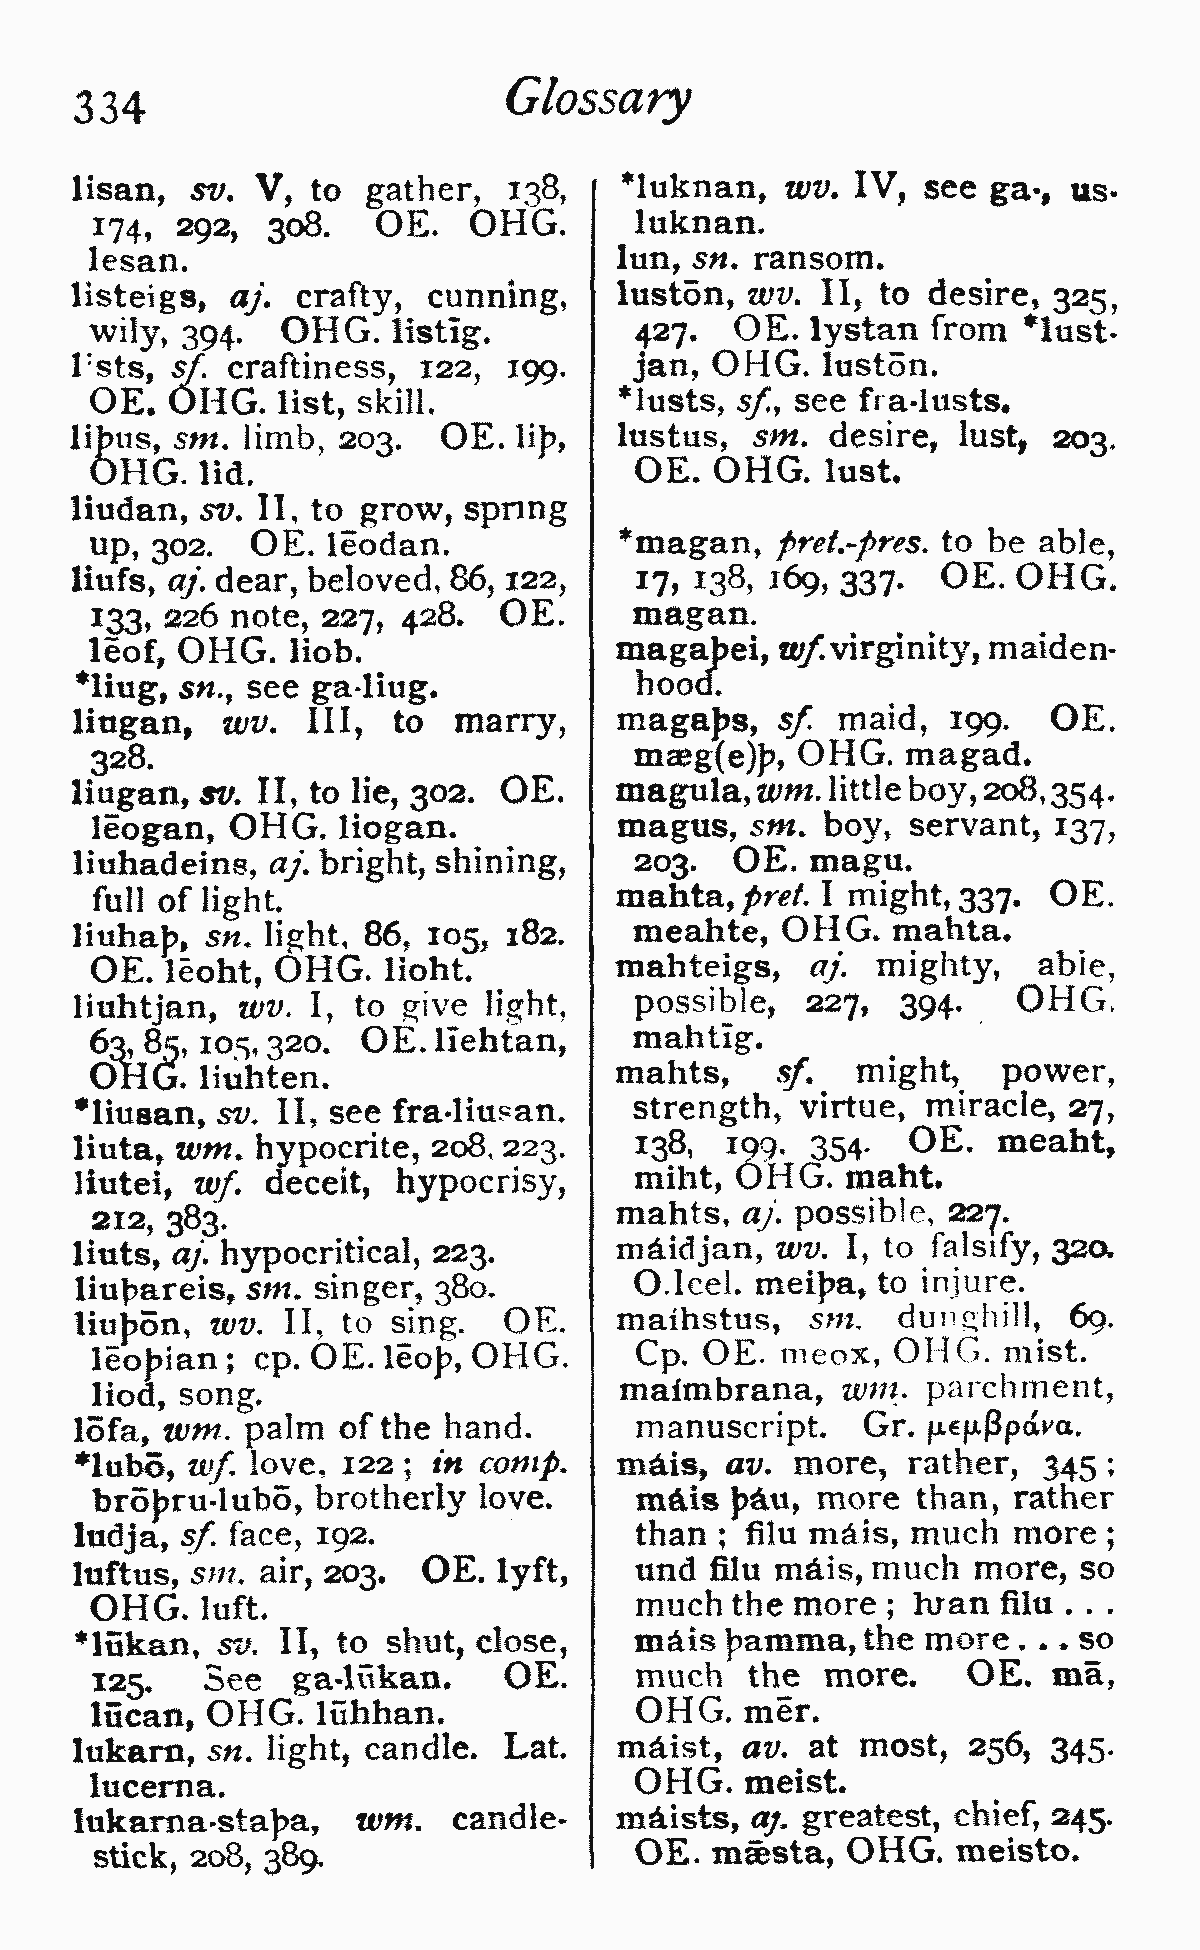 334
Glossary
lisan, sv. V, to gather, 138,
174, 292, 308. OE. OHG.
lesan.
listeigs, aj. crafty, cunning,
wily, 394. OHG. listīg.
lists, sf. craftiness, 122, 199.
OE. OHG. list, skill.
liþus, sm. limb, 203. OE. liþ,
OHG. lid.
liudan, sv. II, to grow, spring
up, 302. OE. lēodan.
liufs, aj. dear, beloved, 86, 122,
133, 226 note, 227, 428. OE.
lēof, OHG. liob.
*liug, sn., see ga-liug.
liugan, wv. III, to marry,
328.
liugan, sv. II, to lie, 302. OE.
lēogan, OHG. liogan.
liuhadeins, aj. bright, shining,
full of light.
liuhaþ, sn. light, 86, 105, 182.
OE. lēoht, OHG. lioht.
liuhtjan, wv. I, to give light,
63, 85, 105, 320. OE. līehtan,
OHG. liuhten.
*liusan, sv. II, see fra-liusan.
liuta, wm. hypocrite, 208, 223.
liutei, wf. deceit, hypocrisy,
212, 383.
liuts, aj. hypocritical, 223.
liuþareis, sm. singer, 380.
liuþōn, wv. II, to sing. OE.
lēoþian; cp. OE. lēoþ, OHG.
liod, song.
lōfa, wm. palm of the hand.
*lubō, wf. love, 122; in comp.
brōþru-lubō, brotherly love.
ludja, sf. face, 192.
luftus, sm. air, 203. OE. lyft,
OHG. luft.
*lūkan, sv. II, to shut, close,
125. See ga-lūkan. OE.
lūcan, OHG. lūhhan.
lukarn, sn. light, candle. Lat.
lucerna.
lukarna-staþa, wm. candle-
stick, 208, 389.
*luknan, wv. IV, see ga-, us-
luknan.
lun, sn. ransom.
lustōn, wv. II, to desire, 325,
427. OE. lystan from *lust-
jan, OHG. lustōn.
*lusts, sf., see fra-lusts.
lustus, sm. desire, lust, 203.
OE. OHG. lust.
*magan, pret.-pres. to be able,
17, 138, 169, 337. OE. OHG.
magan.
magaþei, wf. virginity, maiden-
hood.
magaþs, sf. maid, 199. OE.
mæg(e)þ, OHG. magad.
magula, wm. little boy, 208, 354.
magus, sm. boy, servant, 137,
203. OE. magu.
mahta, pret. I might, 337. OE.
meahte, OHG. mahta.
mahteigs, aj. mighty, able,
possible, 227, 394. OHG.
mahtīg.
mahts, sf. might, power,
strength, virtue, miracle, 27,
138, 199, 354. OE. meaht,
miht, OHG. maht.
mahts, aj. possible, 227.
máidjan, wv. I, to falsify, 320.
O.Icel. meiþa, to injure.
maíhstus, sm. dunghill, 69.
Cp. OE. meox, OHG. mist.
maímbrana, wm. parchment,
manuscript. Gr. μεμβράνα.
máis, av. more, rather, 345;
máis þáu, more than, rather
than; filu máis, much more;
und filu máis, much more, so
much the more; ƕan filu . . .
máis þamma, the more . . . so
much the more. OE. mā,
OHG. mēr.
máist, av. at most, 256, 345.
OHG. meist.
máists, aj. greatest, chief, 245.
OE. mǣsta, OHG. meisto.